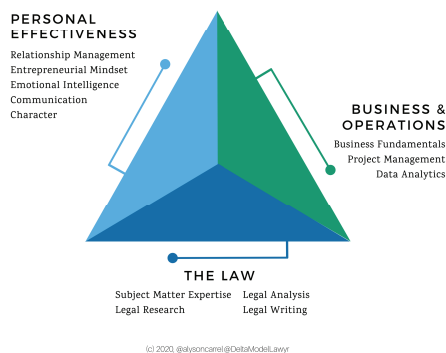 PERSONAL
EFFECTIVENESS
Relationship Management
Entrepreneurial Mindset
Emotional Intelligence
Communication
Character
BUSINESS &
OPERATIONS
Business Fundamentals
Project Management
Data Analytics
THE LAW
Subject Matter Expertise
Legal Research
Legal Analysis
Legal Writing
(c) 2020, @alysoncarrel@DeltaModelLawyr